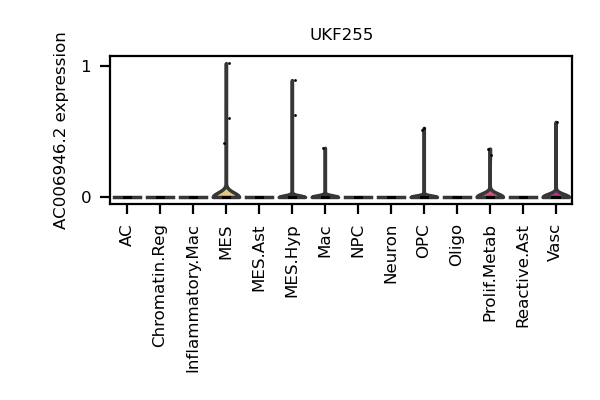 UKF255
AC006946.2 expression
1
0
AC
Chromatin.Reg
Inflammatory.Mac
MES
MES.Ast
MES.Hyp
Mac
NPC
Neuron
OPC
Oligo
Prolif.Metab
Reactive.Ast
Vasc